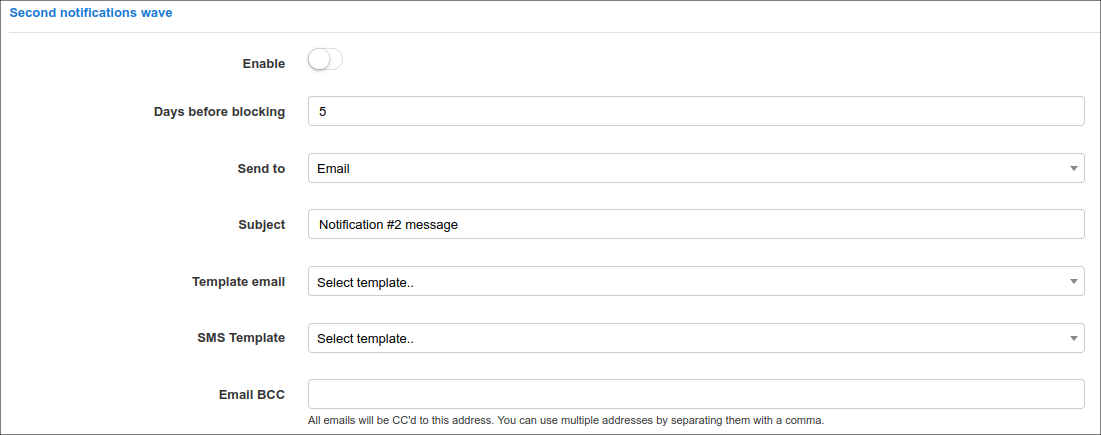 Second notifications wave
Enable
Days before blocking 5
Send to Email
Subject Notification #2 message
Template email Select template..
SMS Template Select template..
Email BCC
All emails will be CC'd to this address. You can use multiple addresses by separating them with a comma.